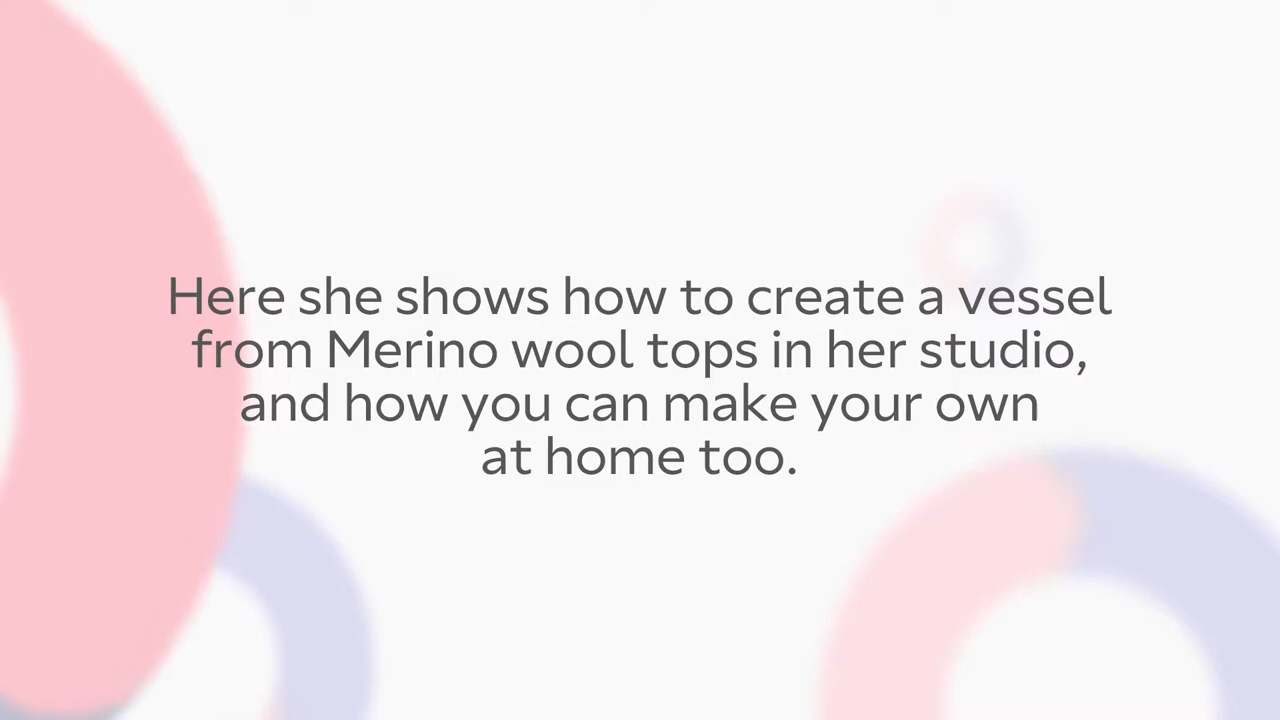 Here she shows how to create a vessel
from Merino wool tops in her studio,
and how you can make your own
at home too.